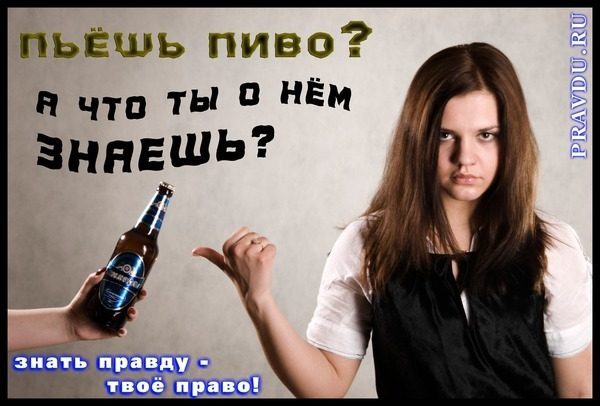 ПЬЁШЬ ПИВО?
А ЧТО ТЫ О НЁМ
ЗНАЕШЬ?
PRAVDU.RU
знать правду -
твоё право!